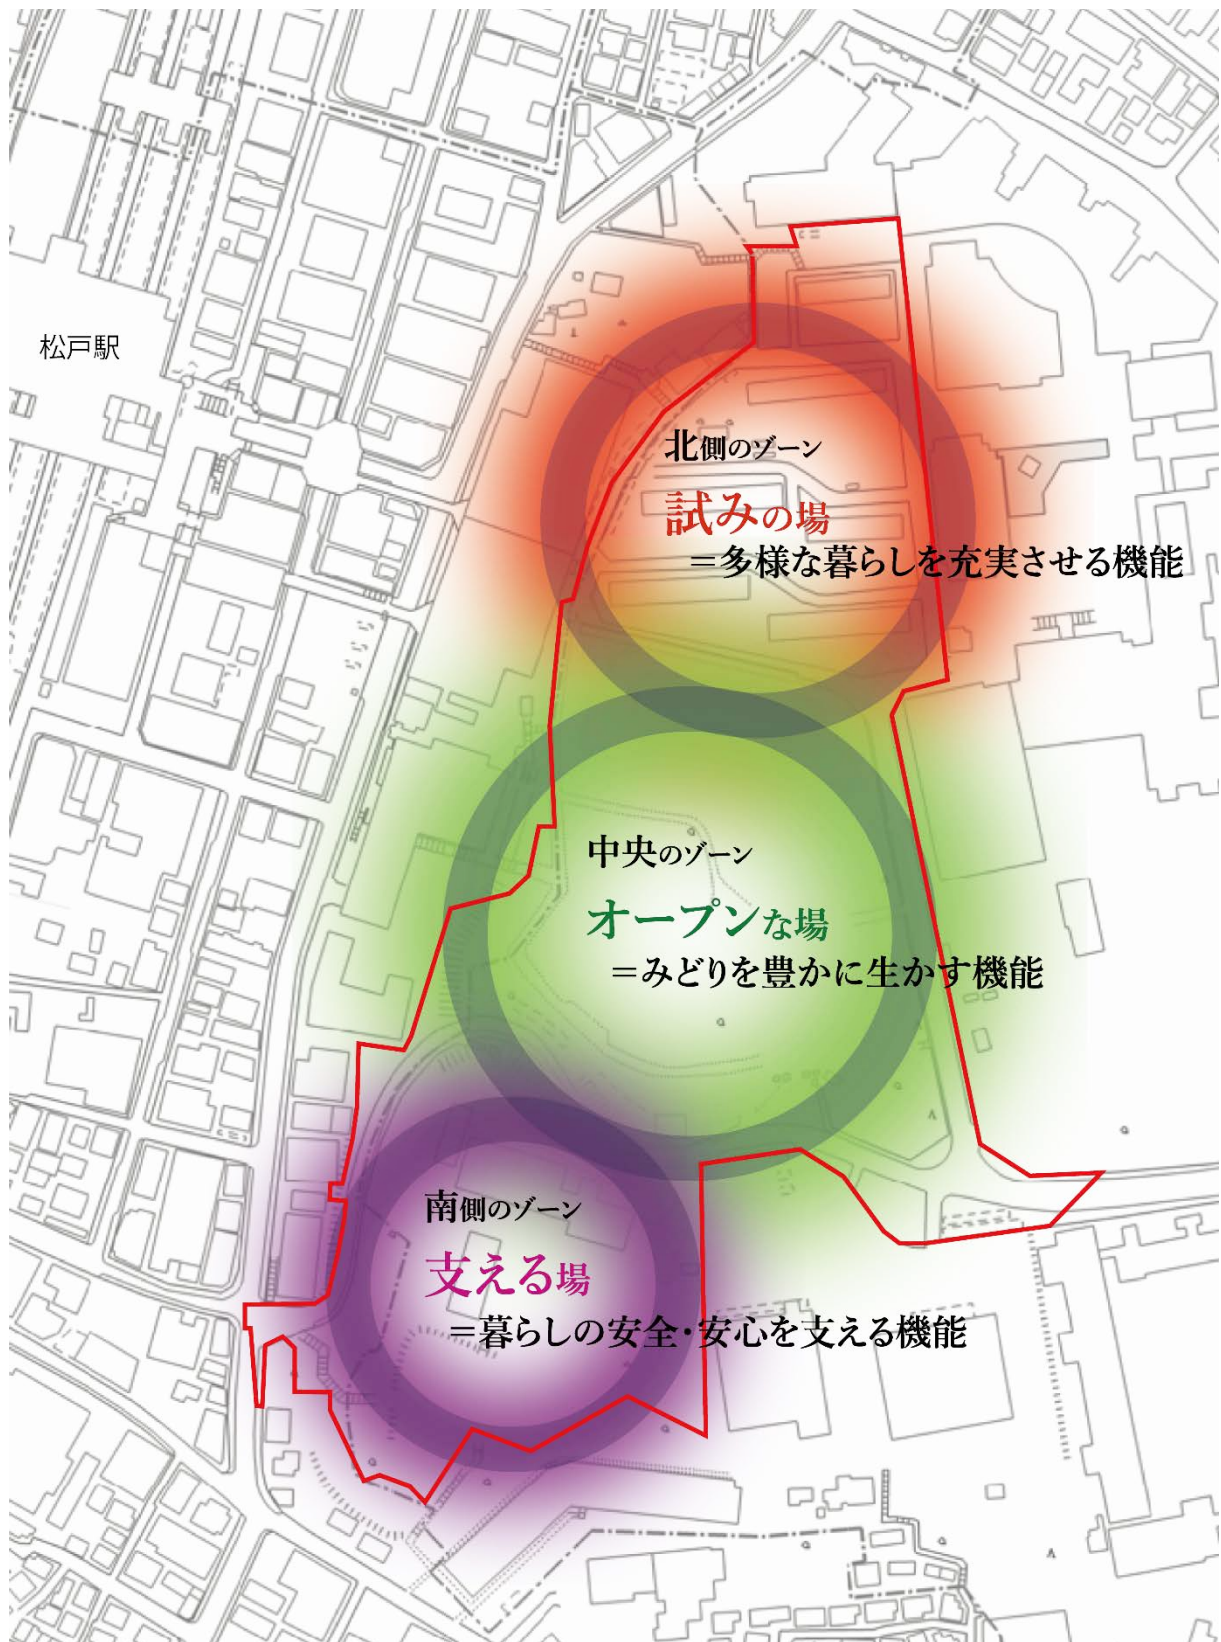 松戸駅
北側のゾーン
試みの場
＝多様な暮らしを充実させる機能
中央のゾーン
オープンな場
＝みどりを豊かに生かす機能
南側のゾーン
支える場
＝暮らしの安全・安心を支える機能